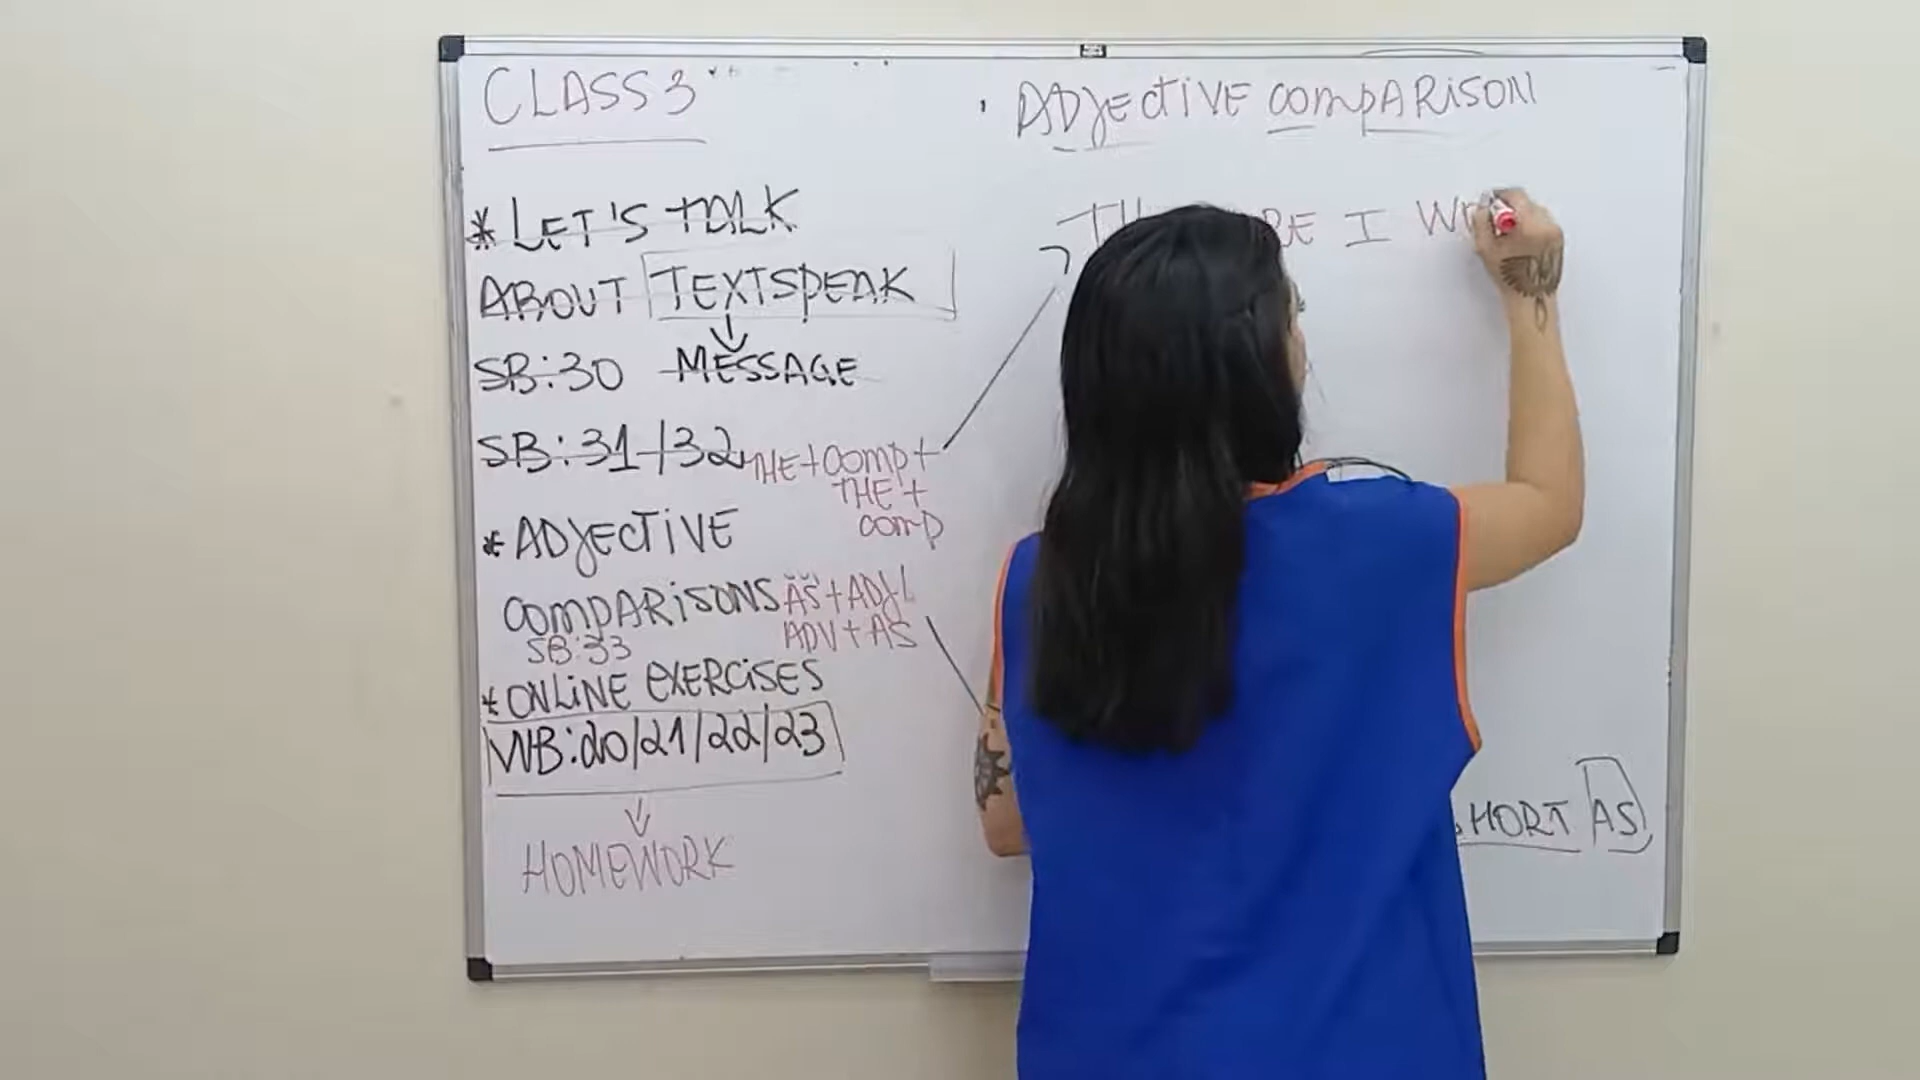 CLASS 3
* LET'S TALK
ABOUT TEXTSPEAK
SB:30 MESSAGE
SB:31/32
THE + COMP +
THE +
COMP
* ADJECTIVE
COMPARISONS
SB:33
AS + ADJ/
ADV + AS
* ONLINE EXERCISES
WB:20/21/22/23
HOMEWORK
ADJECTIVE COMPARISON
I
AS